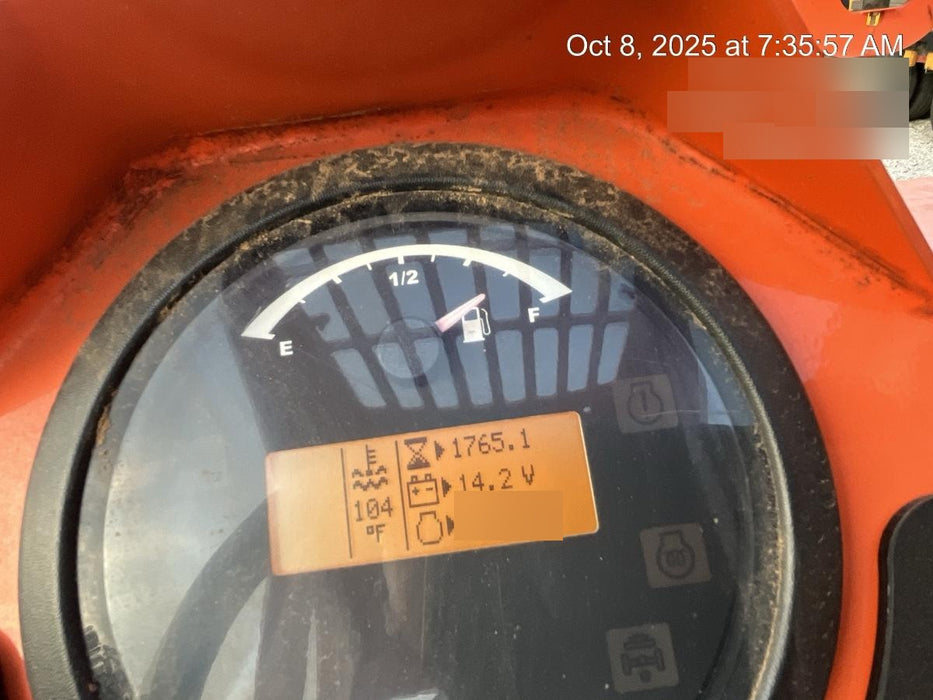 Oct 8, 2025 at 7:35:57 AM
1/2
E
F
1765.1
104
14.2 V
°F